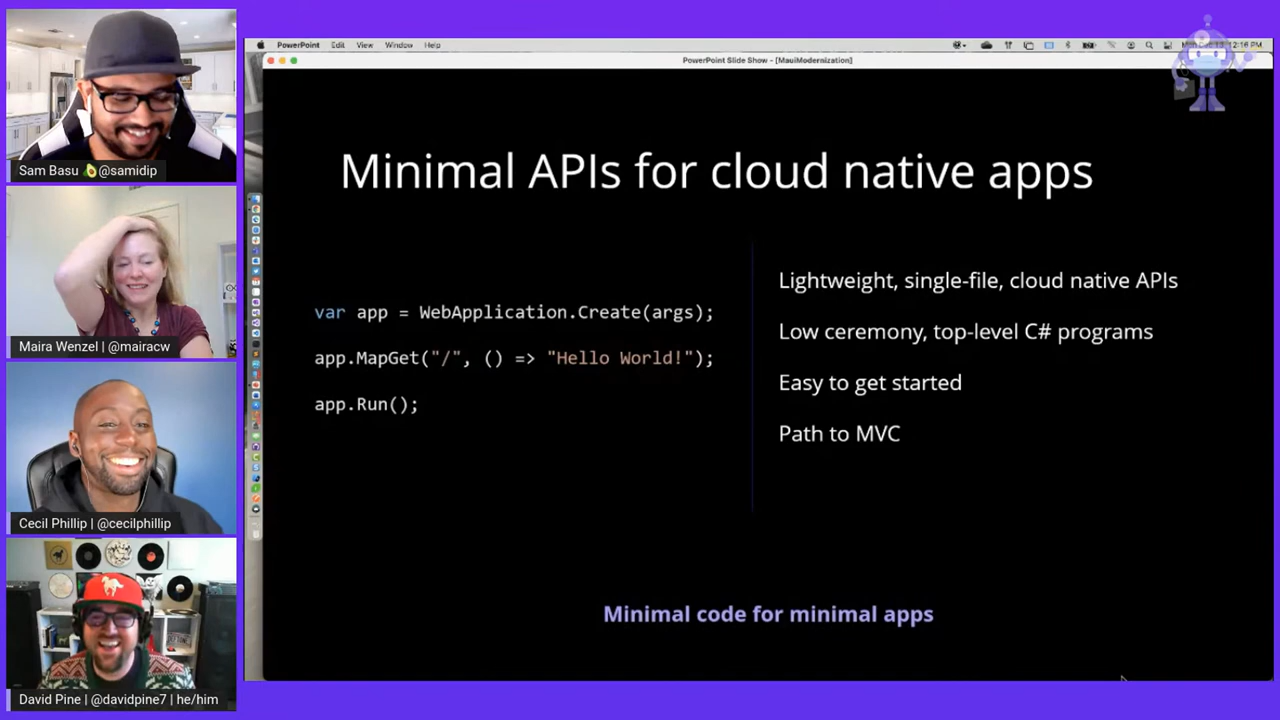 PowerPoint Edit View Window Help
12:16 PM
PowerPoint Slide Show - [MauiModernization]
Minimal APIs for cloud native apps
var app = WebApplication.Create(args);
app.MapGet("/", () => "Hello World!");
app.Run();
Lightweight, single-file, cloud native APIs
Low ceremony, top-level C# programs
Easy to get started
Path to MVC
Minimal code for minimal apps
Sam Basu 🥑@samidip
Maira Wenzel | @mairacw
Cecil Phillip | @cecilphillip
David Pine | @davidpine7 | he/him